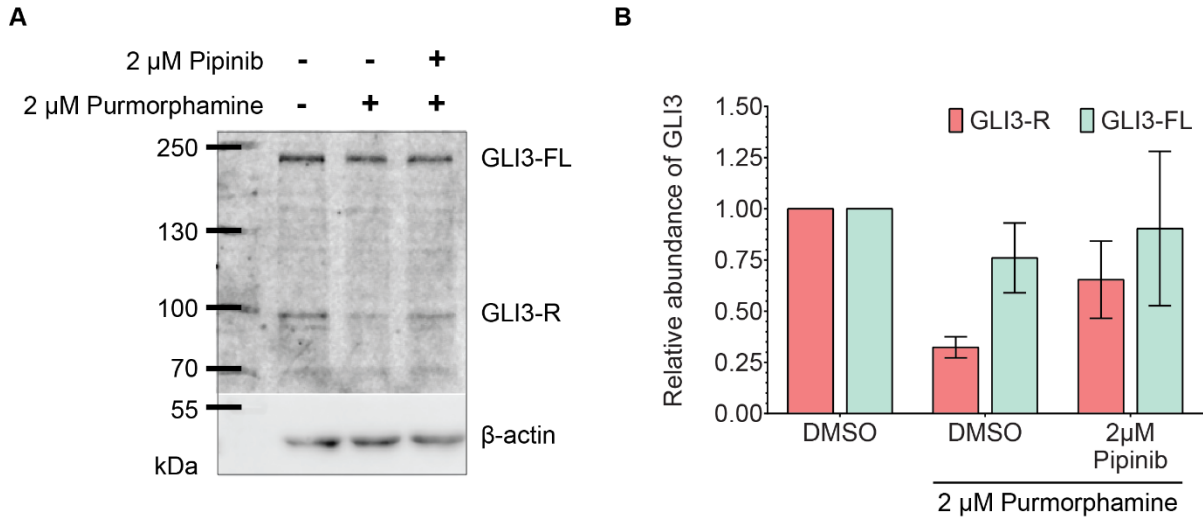 A
2 µM Pipinib - - +
2 µM Purmorphamine - + +
250
130
100
70
55
kDa
GLI3-FL
GLI3-R
β-actin
B
Relative abundance of GLI3
1.50
1.25
1.00
0.75
0.50
0.25
0.00
GLI3-R GLI3-FL
DMSO DMSO 2µM
Pipinib
2 µM Purmorphamine